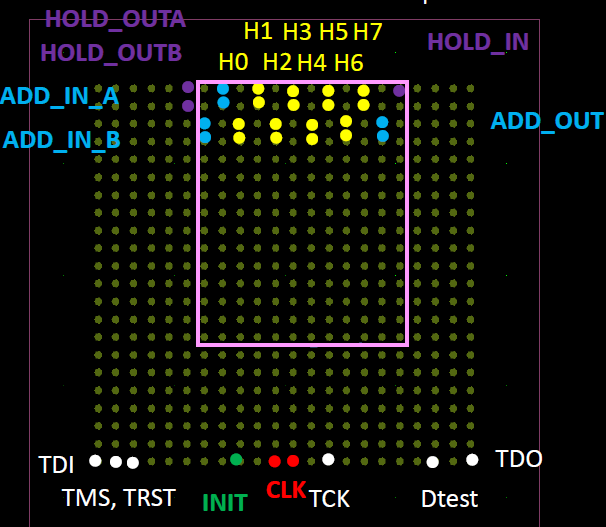 HOLD_OUTA
H1 H3 H5 H7
HOLD_OUTB
HOLD_IN
H0 H2 H4 H6
ADD_IN_A
ADD_OUT
ADD_IN_B
TDI
TDO
TMS, TRST
INIT
CLK
TCK
Dtest